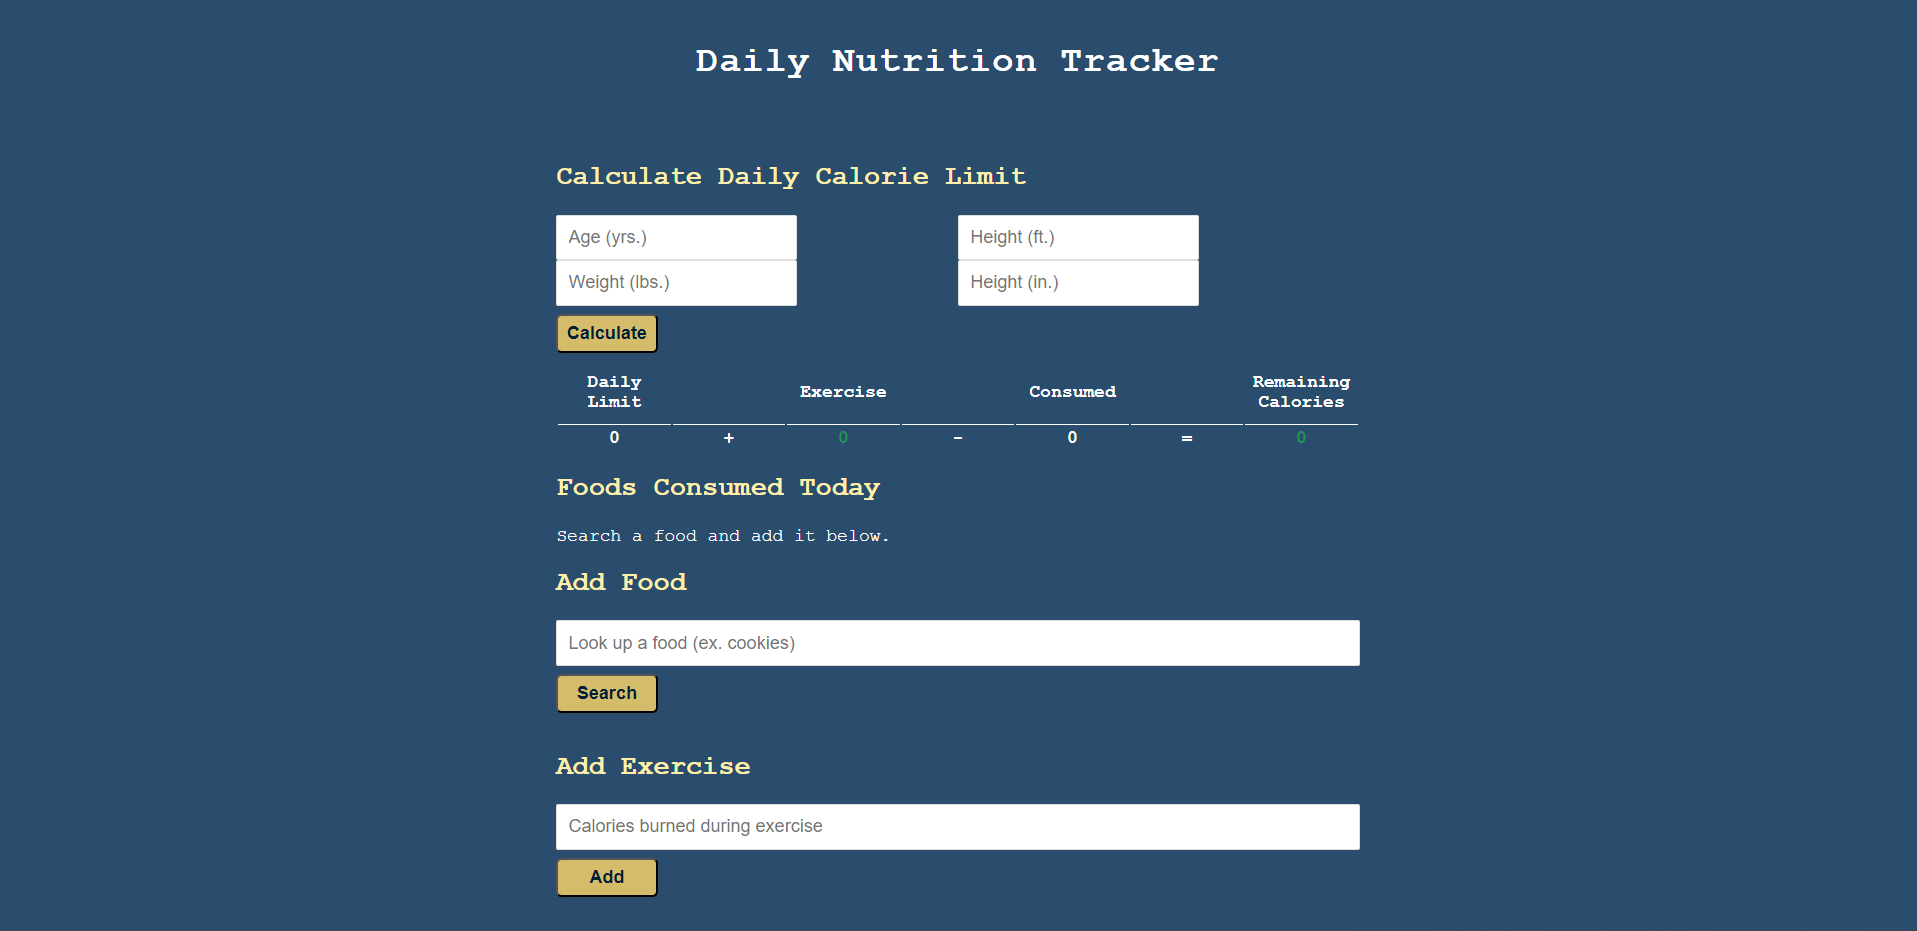 Daily Nutrition Tracker
Calculate Daily Calorie Limit
Age (yrs.) Height (ft.)
Weight (lbs.) Height (in.)
Calculate
Daily Limit Exercise Consumed Remaining Calories
0 + 0 - 0 = 0
Foods Consumed Today
Search a food and add it below.
Add Food
Look up a food (ex. cookies)
Search
Add Exercise
Calories burned during exercise
Add